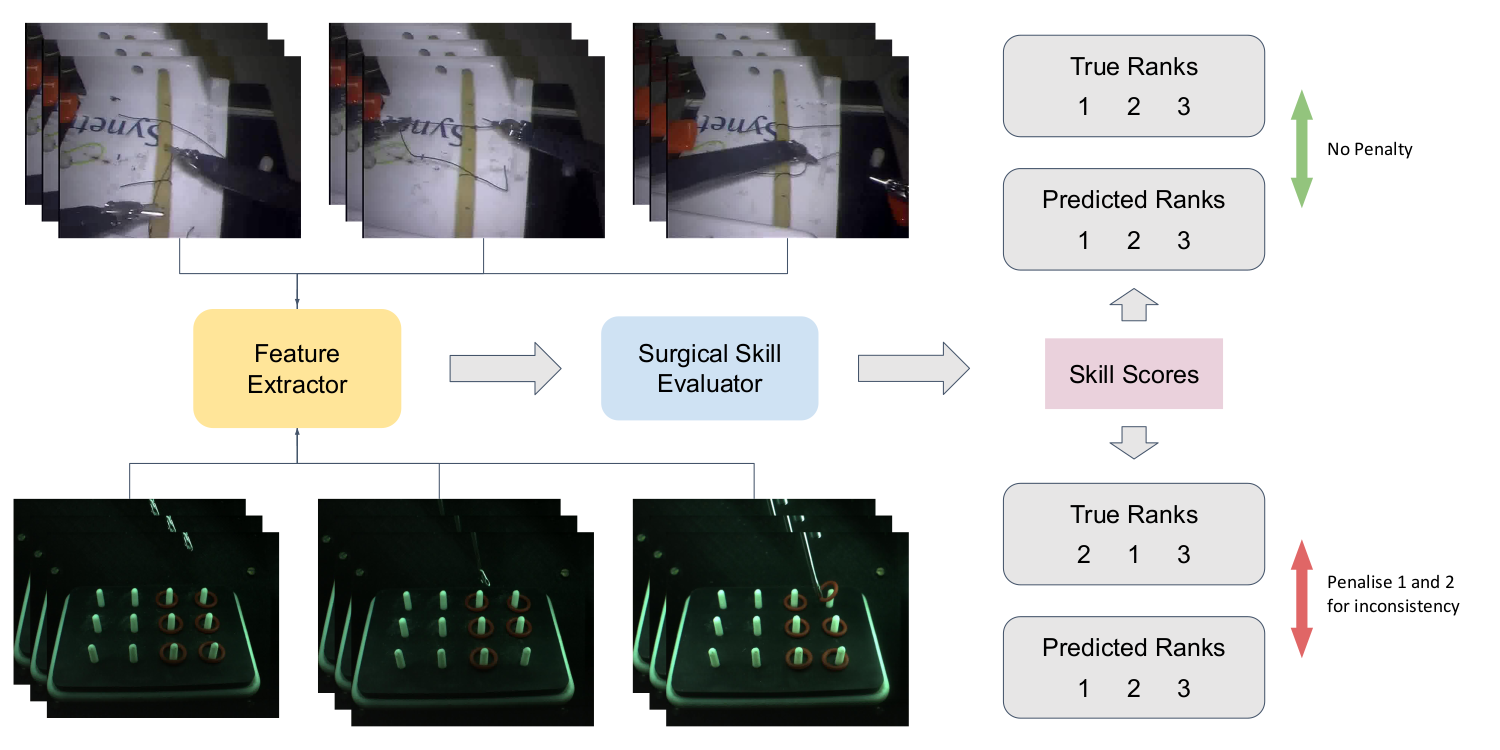 Synet
Synet
Synet
True Ranks
1 2 3
No Penalty
Predicted Ranks
1 2 3
Feature
Extractor
Surgical Skill
Evaluator
Skill Scores
True Ranks
2 1 3
Penalise 1 and 2
for inconsistency
Predicted Ranks
1 2 3